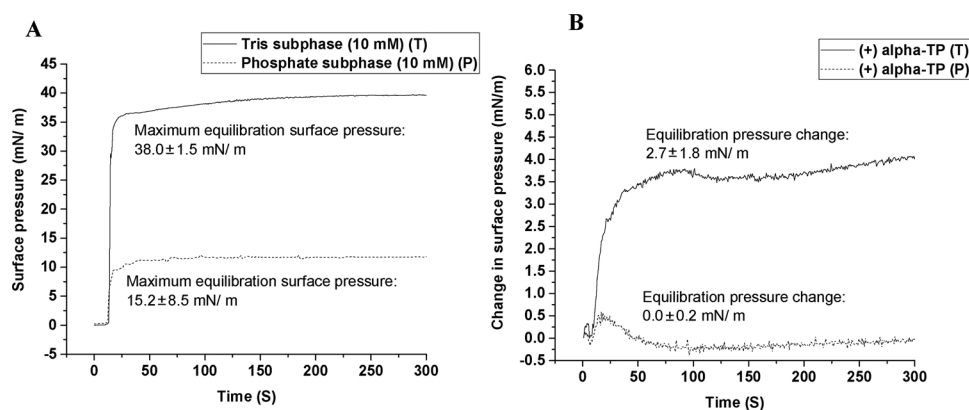 A
Tris subphase (10 mM) (T)
Phosphate subphase (10 mM) (P)
45
40
35
30
25
20
15
10
5
0
-5
Surface pressure (mN/ m)
Maximum equilibration surface pressure:
38.0±1.5 mN/ m
Maximum equilibration surface pressure:
15.2±8.5 mN/ m
0 50 100 150 200 250 300
Time (S)
B
(+) alpha-TP (T)
(+) alpha-TP (P)
6.0
5.5
5.0
4.5
4.0
3.5
3.0
2.5
2.0
1.5
1.0
0.5
0.0
-0.5
Change in surface pressure (mN/m)
Equilibration pressure change:
2.7±1.8 mN/ m
Equilibration pressure change:
0.0±0.2 mN/ m
0 50 100 150 200 250 300
Time (S)